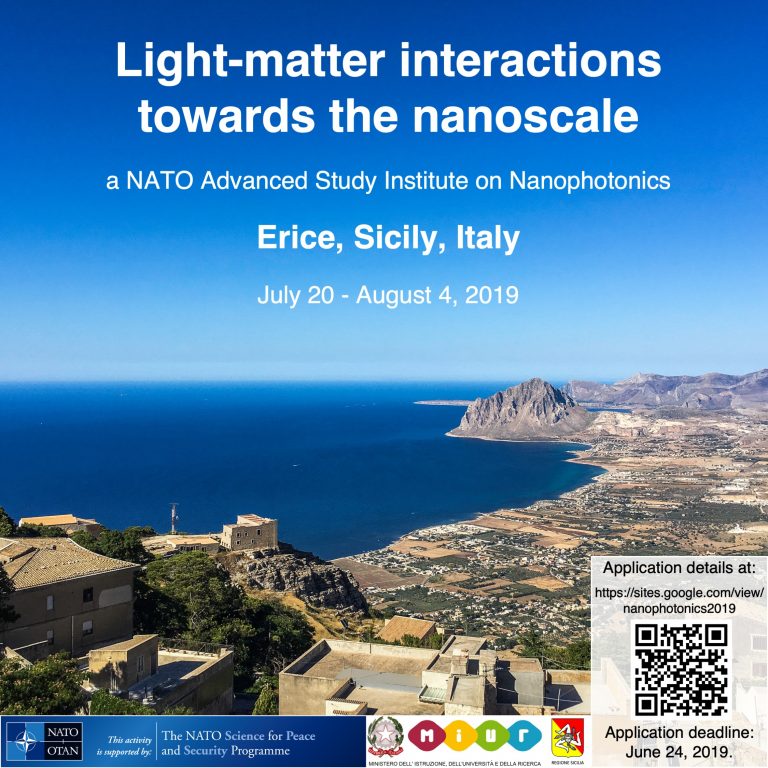 Light-matter interactions
towards the nanoscale
a NATO Advanced Study Institute on Nanophotonics
Erice, Sicily, Italy
July 20 - August 4, 2019
Application details at:
https://sites.google.com/view/
nanophotonics2019
Application deadline:
June 24, 2019.
NATO
OTAN
This activity
is supported by:
The NATO Science for Peace
and Security Programme
miur
MINISTERO DELL' ISTRUZIONE, DELL'UNIVERSITÀ E DELLA RICERCA
REGIONE SICILIA